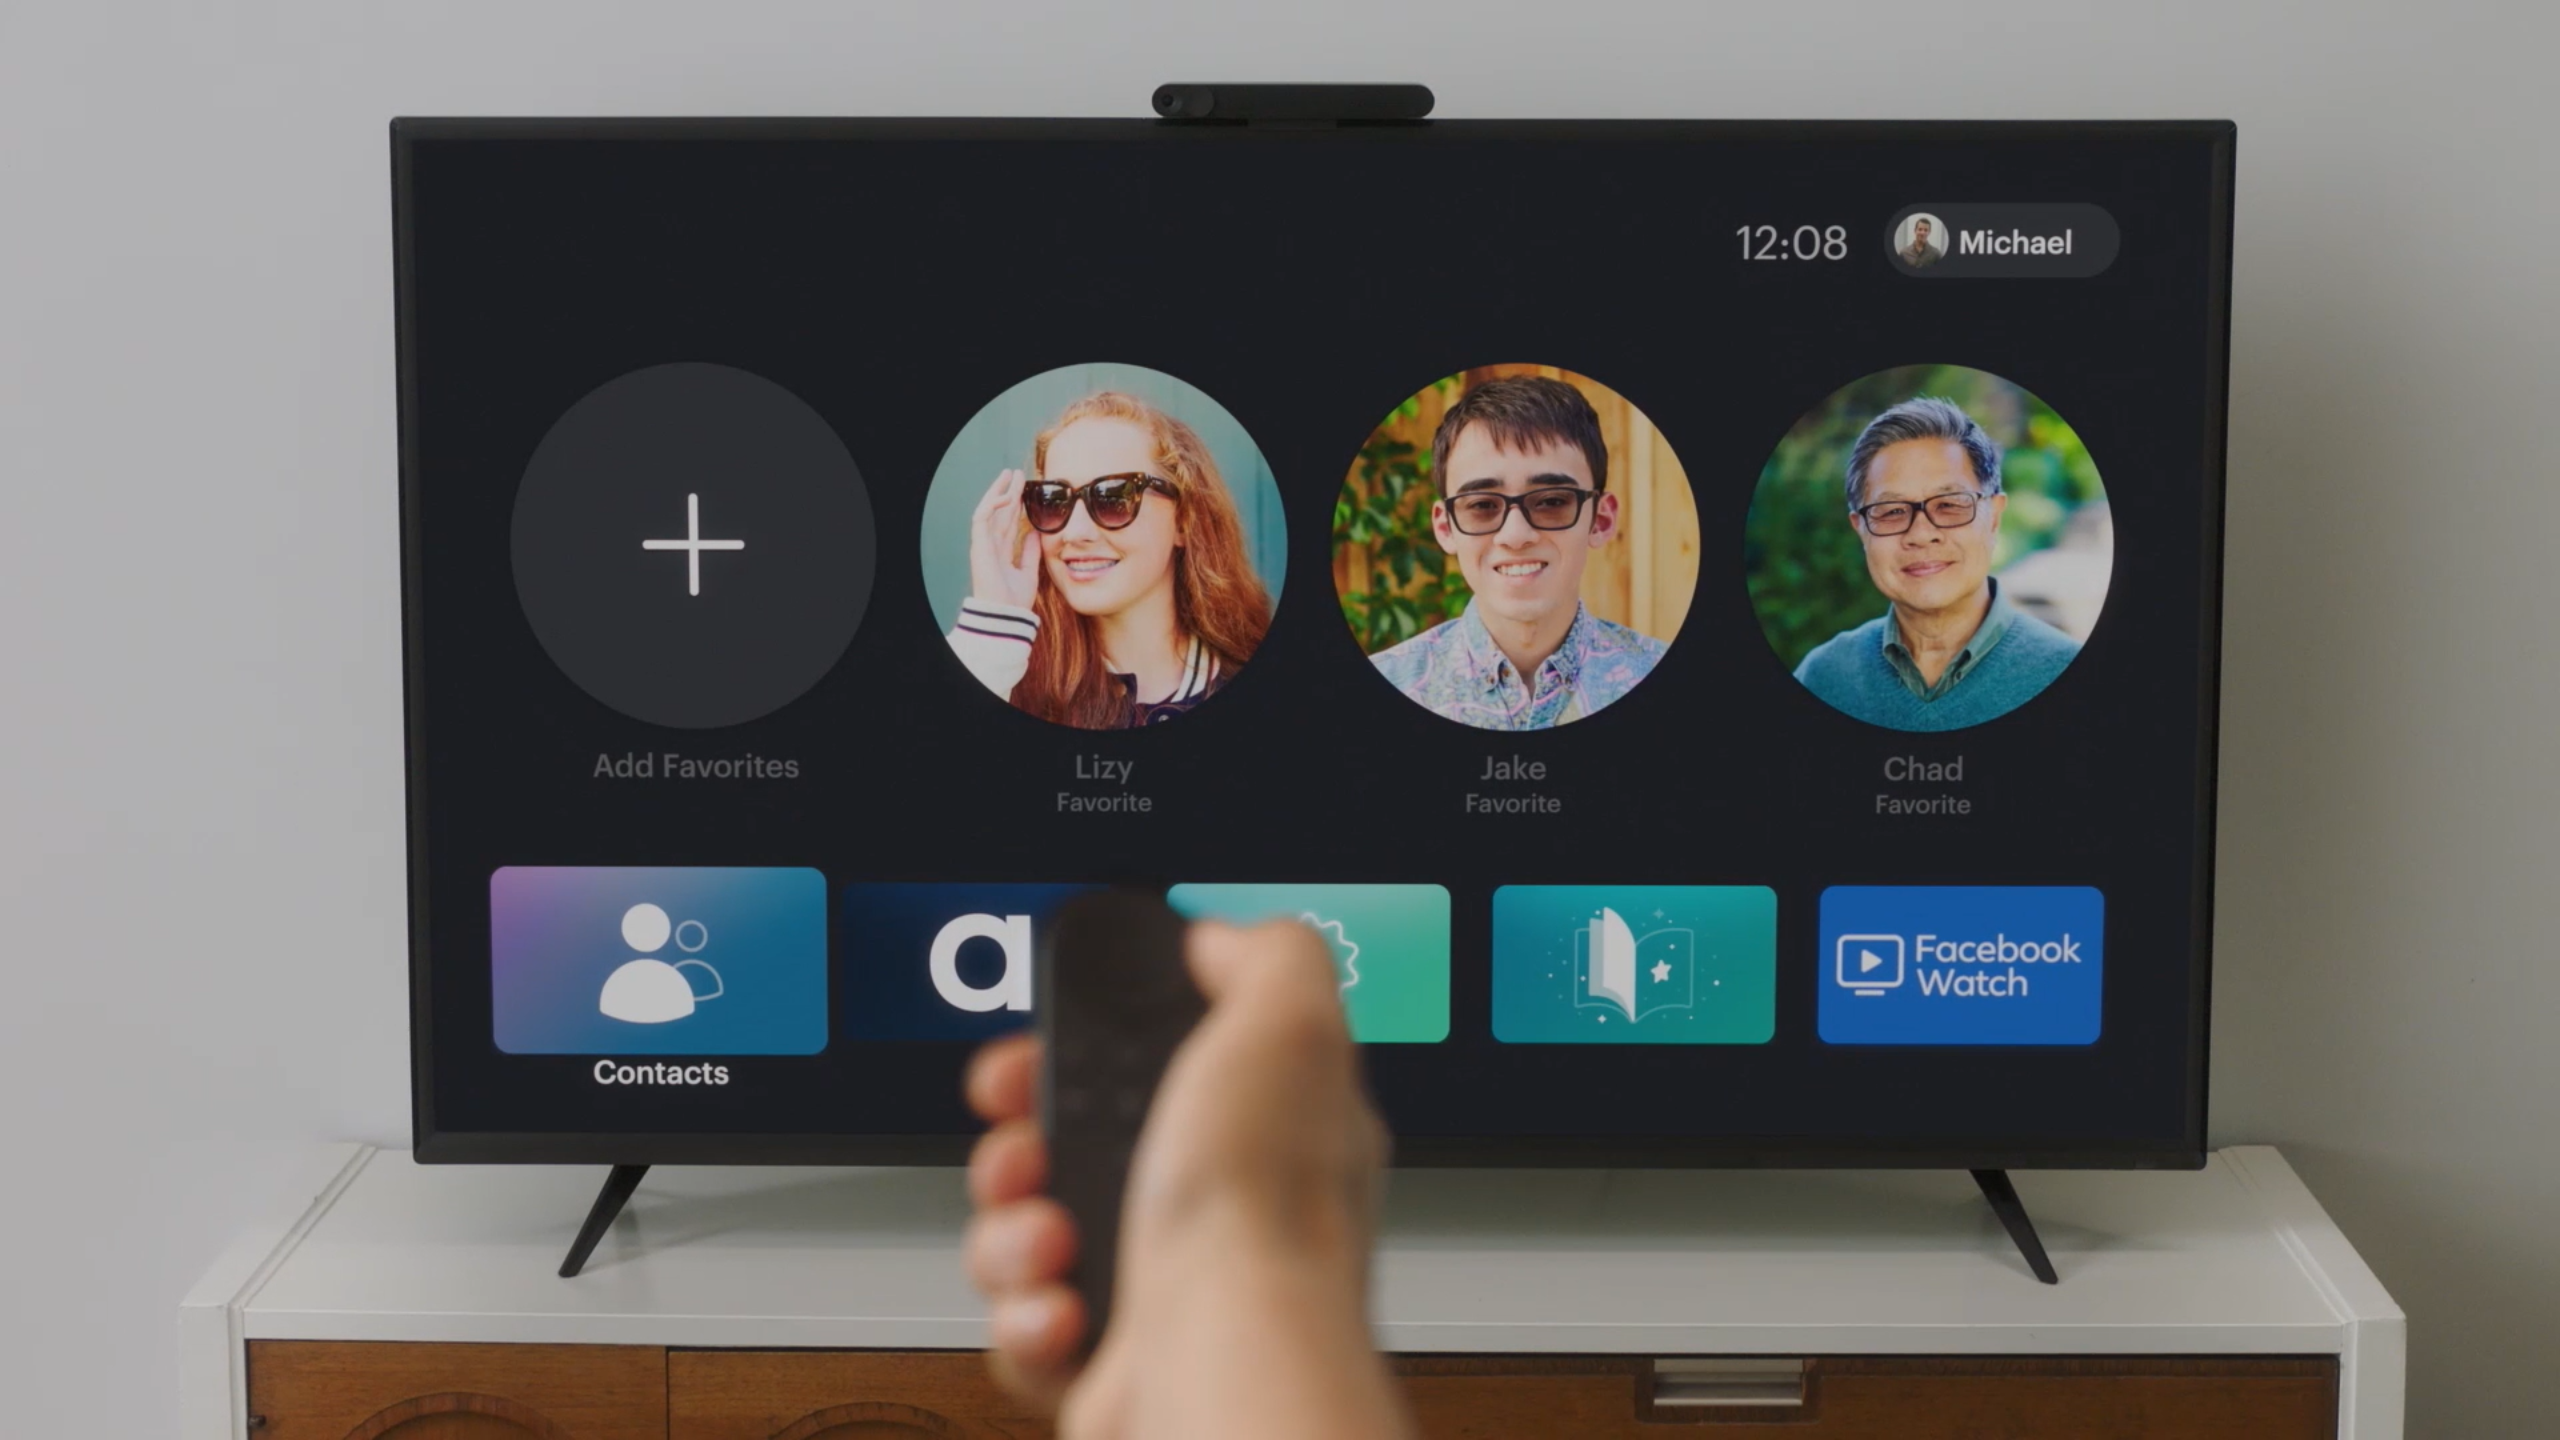 12:08 Michael
Add Favorites
Lizy
Favorite
Jake
Favorite
Chad
Favorite
a
Facebook
Watch
Contacts